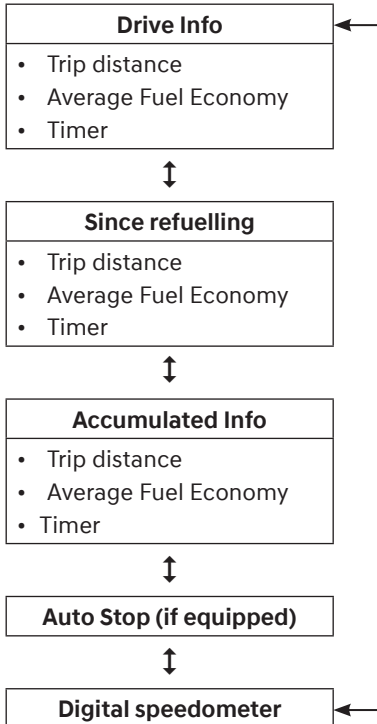 Drive Info
• Trip distance
• Average Fuel Economy
• Timer
Since refuelling
• Trip distance
• Average Fuel Economy
• Timer
Accumulated Info
• Trip distance
• Average Fuel Economy
• Timer
Auto Stop (if equipped)
Digital speedometer